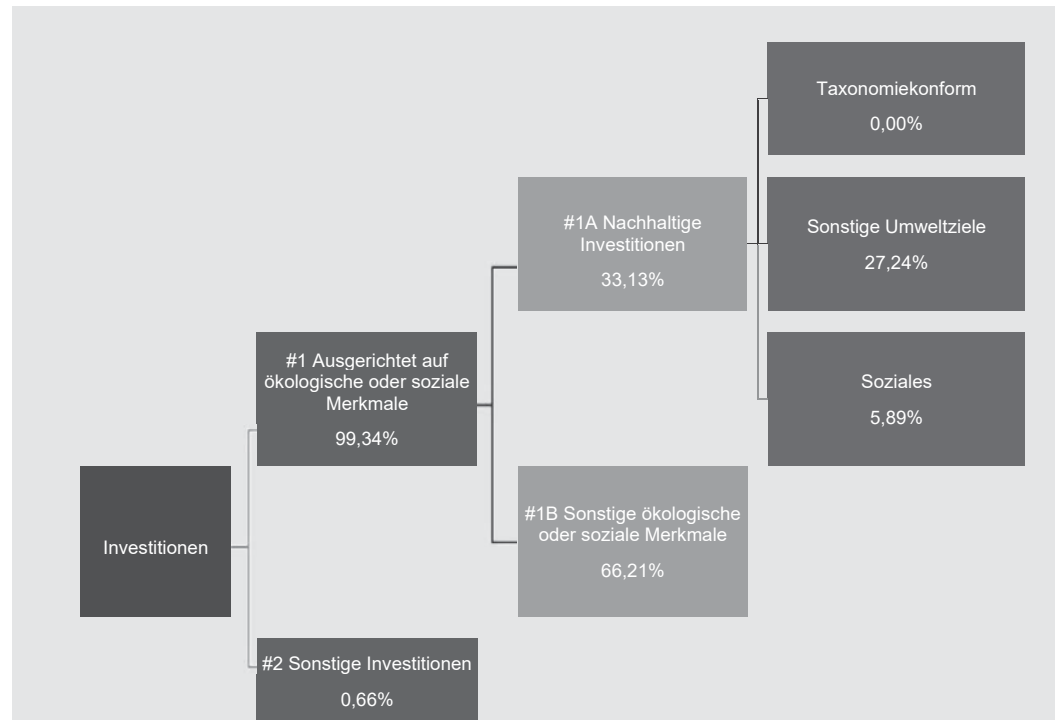 Investitionen
#1 Ausgerichtet auf
ökologische oder soziale
Merkmale
99,34%
#2 Sonstige Investitionen
0,66%
#1A Nachhaltige
Investitionen
33,13%
#1B Sonstige ökologische
oder soziale Merkmale
66,21%
Taxonomiekonform
0,00%
Sonstige Umweltziele
27,24%
Soziales
5,89%